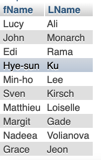 fName LName
Lucy Ali
John Monarch
Edi Rama
Hye-sun Ku
Min-ho Lee
Sven Kirsch
Matthieu Loiselle
Margit Gade
Nadeea Volianova
Grace Jeon